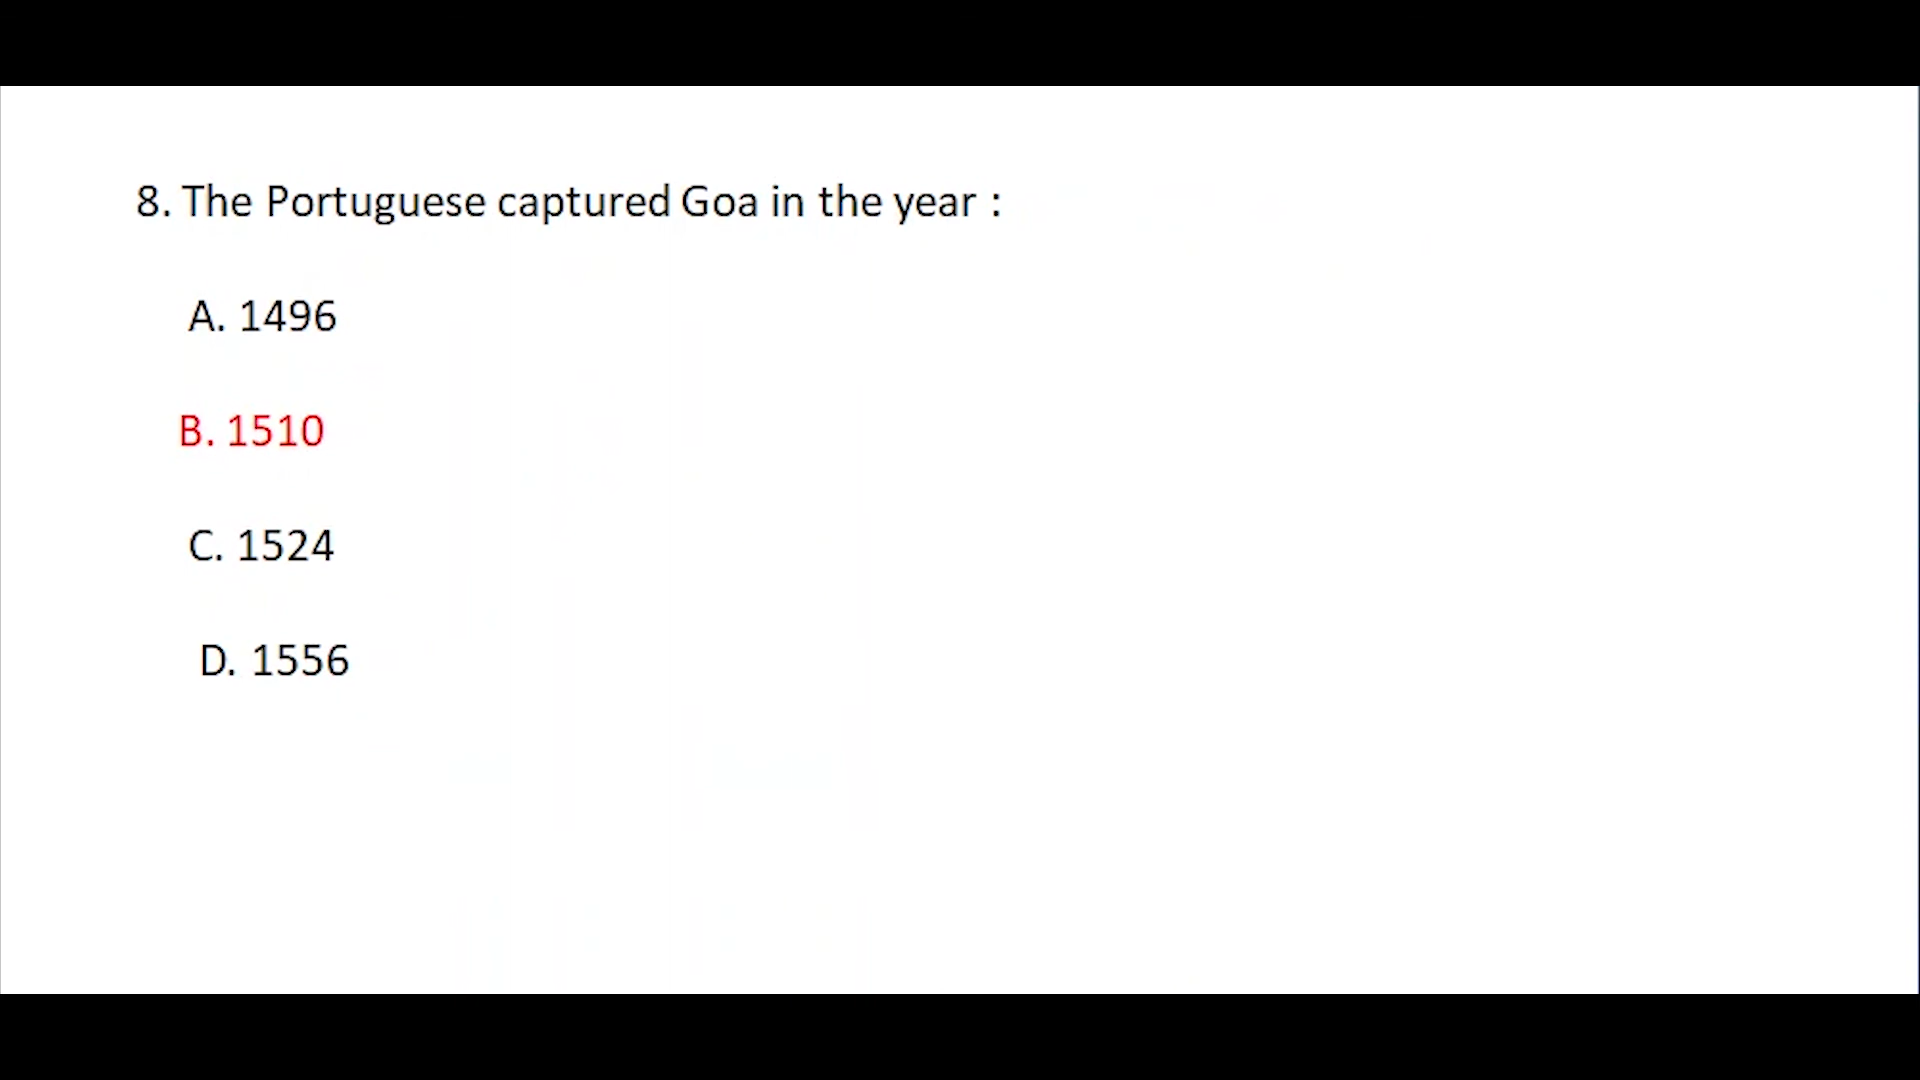 8. The Portuguese captured Goa in the year :
A. 1496
B. 1510
C. 1524
D. 1556